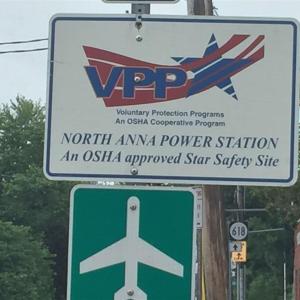 VPP
Voluntary Protection Programs
An OSHA Cooperative Program
NORTH ANNA POWER STATION
An OSHA approved Star Safety Site
618